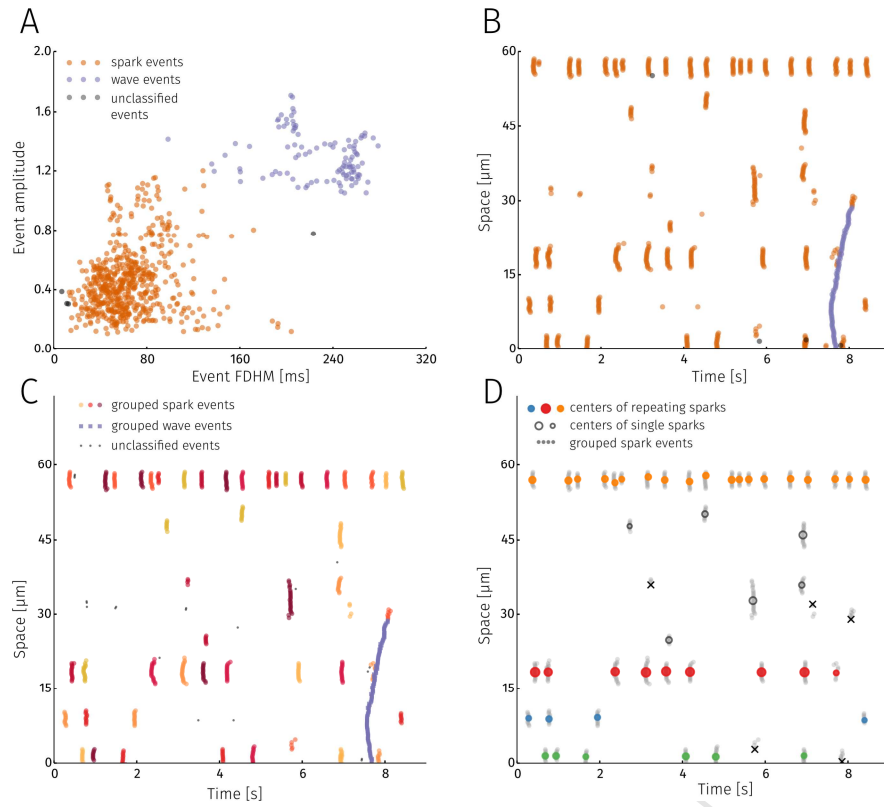 A
2.0
1.6
1.2
0.8
0.4
0.0
Event amplitude
spark events
wave events
unclassified
events
0
80
160
240
320
Event FDHM [ms]
B
60
45
30
15
0
Space [µm]
0
2
4
6
8
Time [s]
C
grouped spark events
grouped wave events
unclassified events
60
45
30
15
0
Space [µm]
0
2
4
6
8
Time [s]
D
centers of repeating sparks
centers of single sparks
grouped spark events
60
45
30
15
0
Space [µm]
0
2
4
6
8
Time [s]